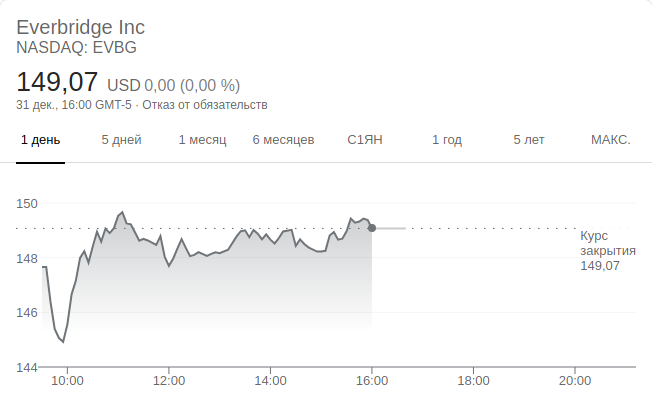 Everbridge Inc
NASDAQ: EVBG
149,07 USD 0,00 (0,00 %)
31 дек., 16:00 GMT-5 · Отказ от обязательств
1 день 5 дней 1 месяц 6 месяцев С1ЯН 1 год 5 лет МАКС.
150
Курс
148 закрытия
149,07
146
144
10:00 12:00 14:00 16:00 18:00 20:00